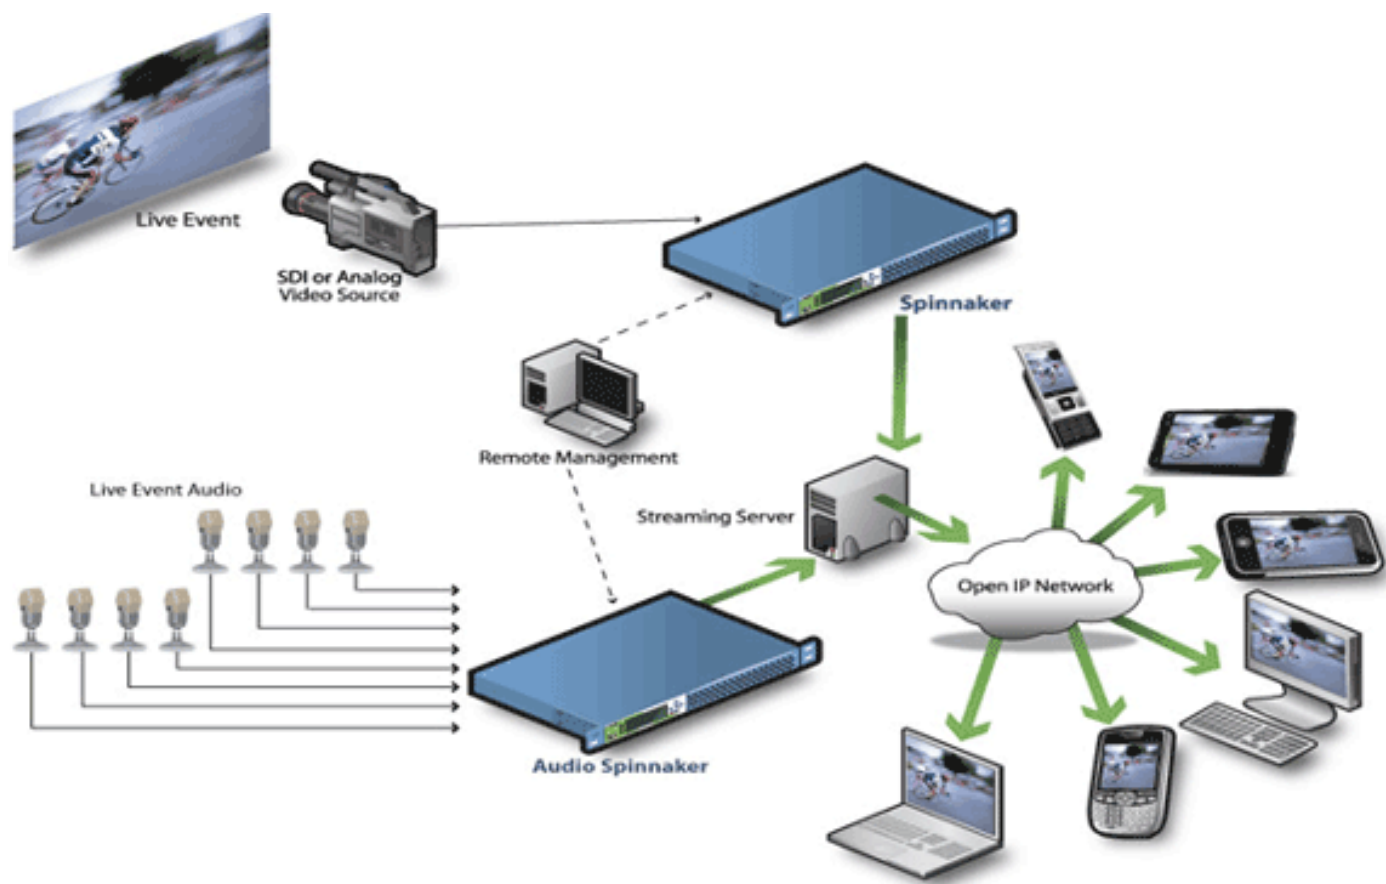 Live Event
SDI or Analog
Video Source
Spinnaker
Remote Management
Live Event Audio
Streaming Server
Open IP Network
Audio Spinnaker